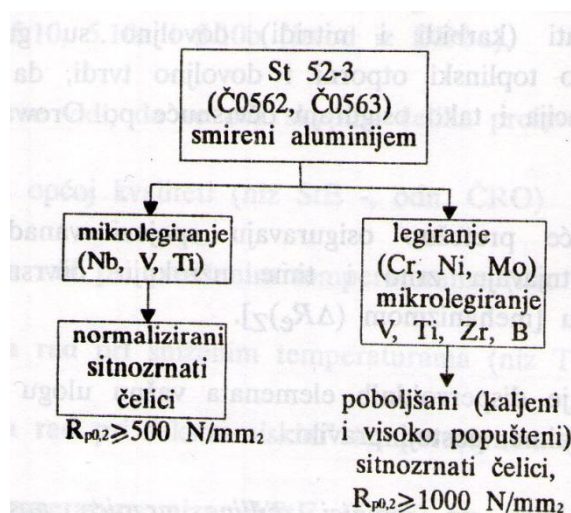 St 52-3
(Č0562, Č0563)
smireni aluminijem
mikrolegiranje
(Nb, V, Ti)
normalizirani
sitnozrnati
čelici
Rp0,2≥500 N/mm2
legiranje
(Cr, Ni, Mo)
mikrolegiranje
V, Ti, Zr, B
poboljšani (kaljeni
i visoko popušteni)
sitnozrnati čelici,
Rp0,2≥1000 N/mm2